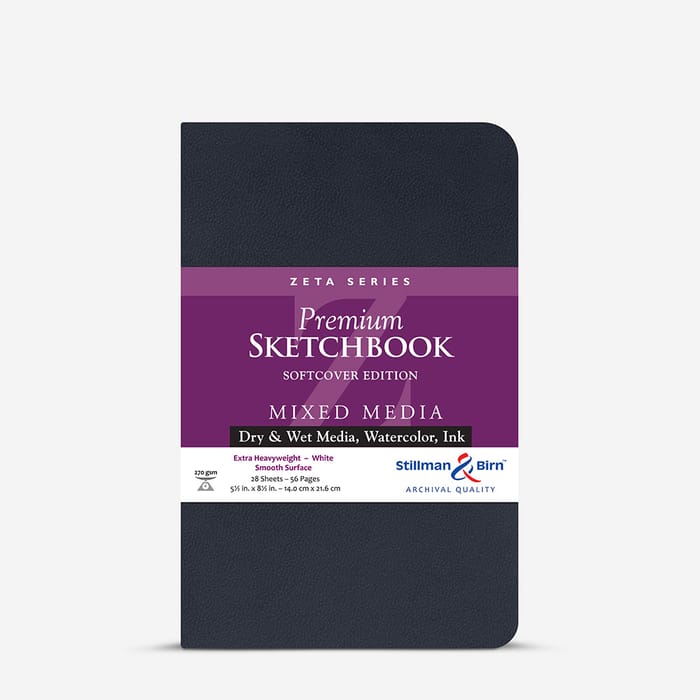 ZETA SERIES
Premium
SKETCHBOOK
SOFTCOVER EDITION
MIXED MEDIA
Dry & Wet Media, Watercolor, Ink
Extra Heavyweight – White
Smooth Surface
270 gsm
28 Sheets – 56 Pages
5½ in. x 8½ in. – 14.0 cm x 21.6 cm
Stillman & Birn™
ARCHIVAL QUALITY